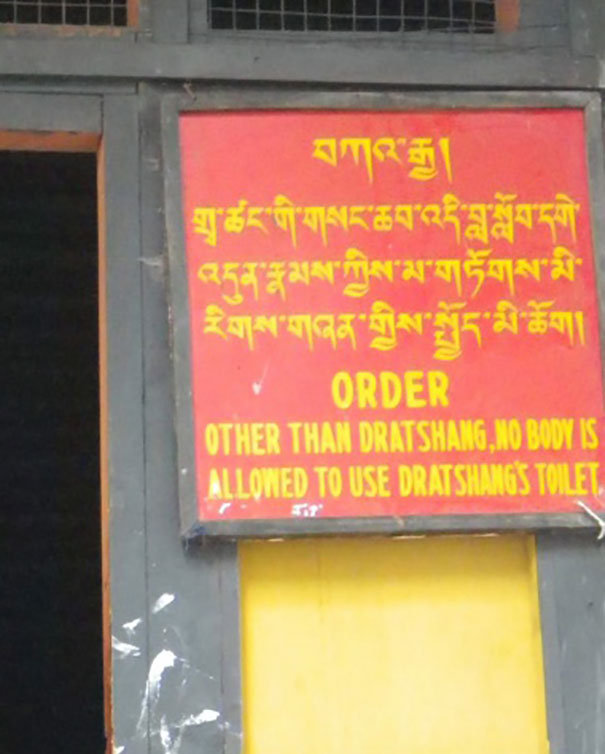 བཀའ་རྒྱ།
གྲྭ་ཚང་གི་གསང་ཆབ་འདི་བླ་སློབ་དགེ་
འདུན་རྣམས་ཀྱིས་མ་གཏོགས་མི་
རིགས་གཞན་གྱིས་སྤྱོད་མི་ཆོག།
ORDER
OTHER THAN DRATSHANG, NO BODY IS
ALLOWED TO USE DRATSHANG'S TOILET